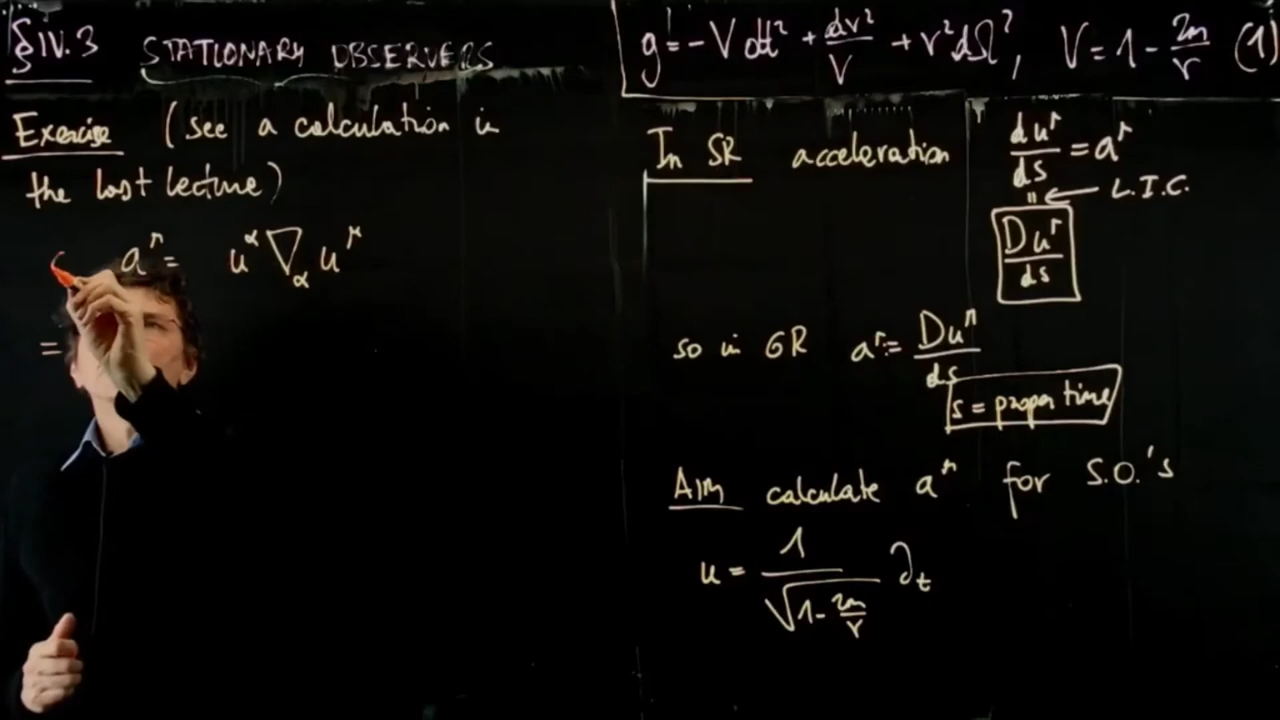 §IV.3 STATIONARY OBSERVERS
Exercise (see a calculation in
the last lecture)
a^μ = u^α ∇_α u^μ
=
g = -V dt² + dr²/V + r² dΩ², V = 1 - 2m/r (1)
In SR acceleration du^μ/ds = a^μ
" ← L.I.C.
Du^μ/ds
so in GR a^μ := Du^μ/ds
s = proper time
AIM calculate a^μ for S.O.'s
u = 1/√(1 - 2m/r) ∂_t